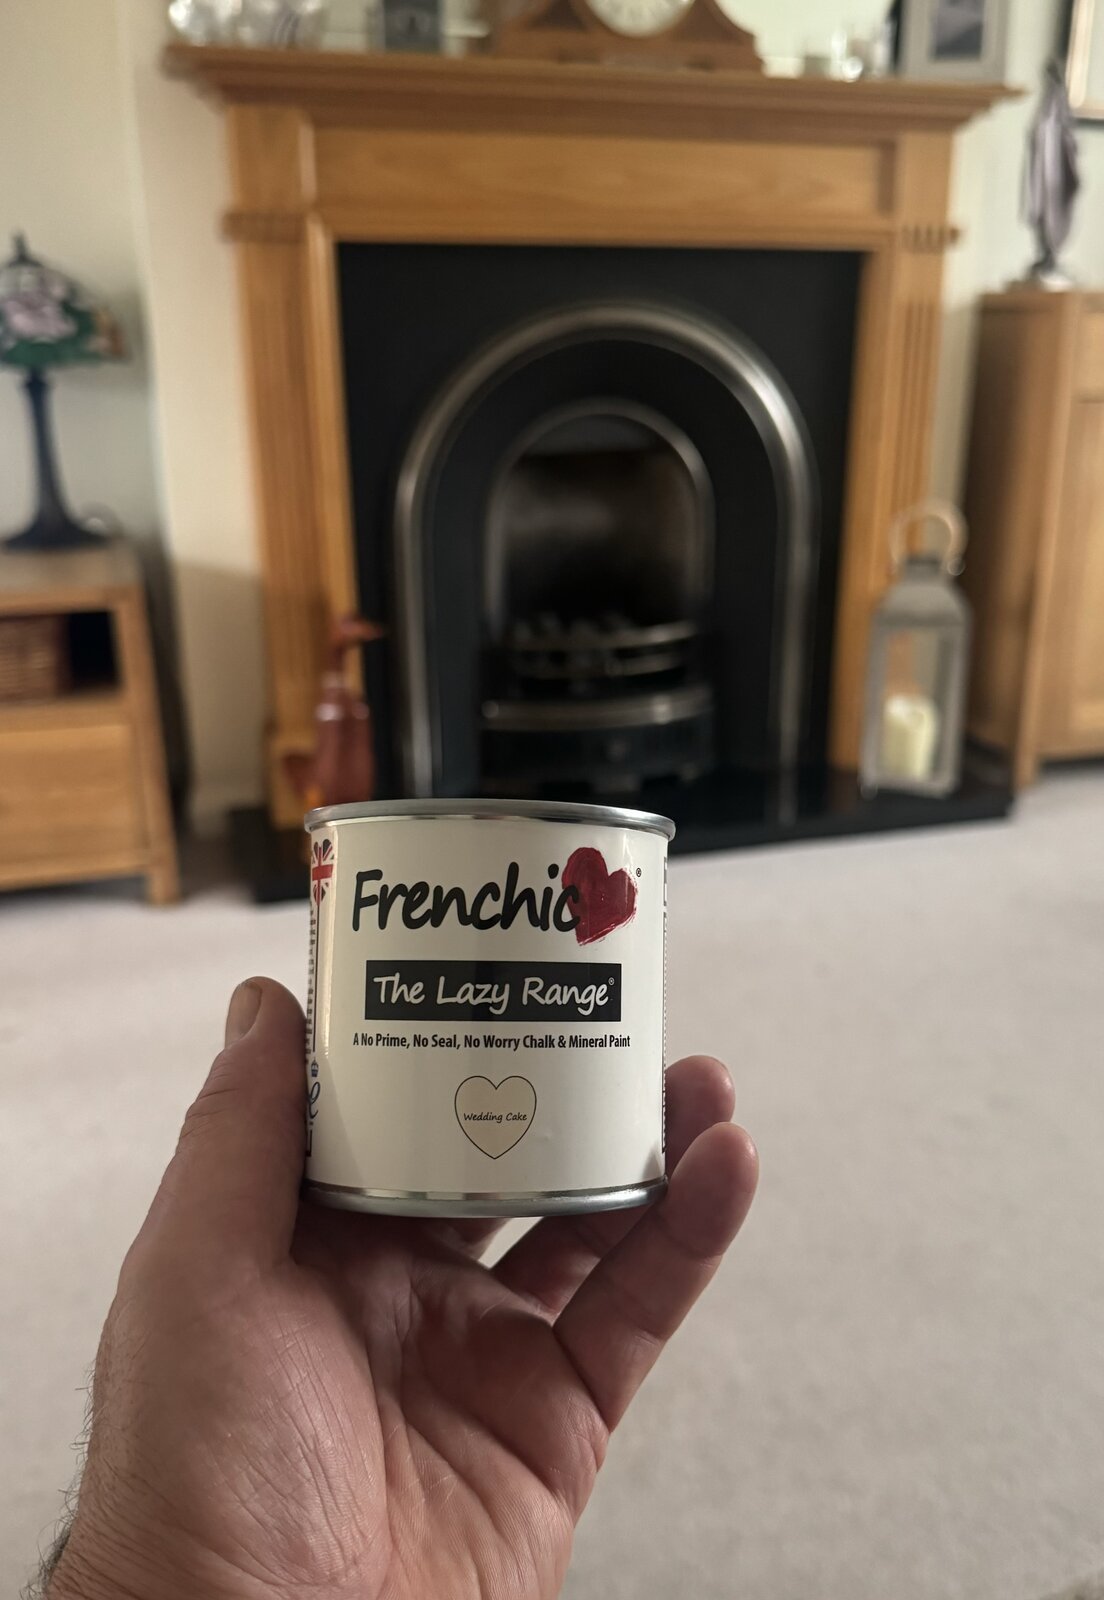 Frenchic®
The Lazy Range®
A No Prime, No Seal, No Worry Chalk & Mineral Paint
Wedding Cake